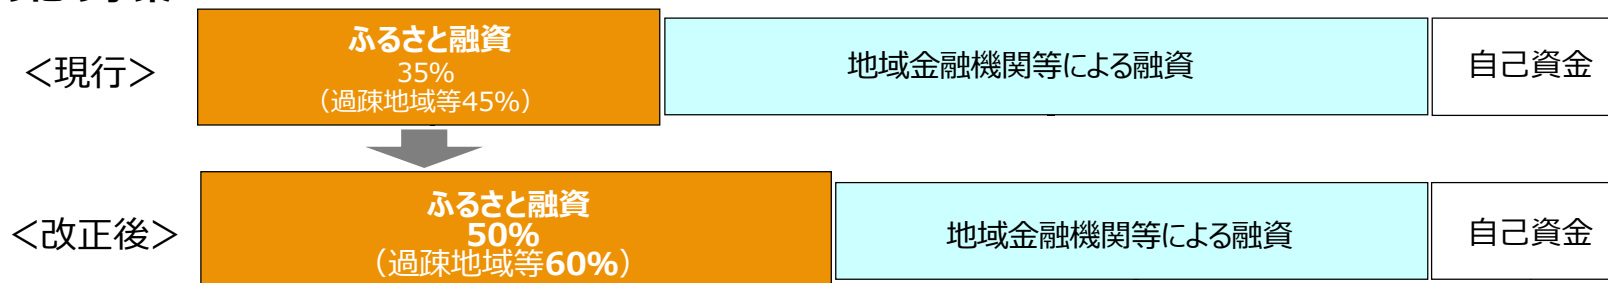 ＜現行＞
ふるさと融資
35%
（過疎地域等45%）
地域金融機関等による融資
自己資金
＜改正後＞
ふるさと融資
50%
（過疎地域等60%）
地域金融機関等による融資
自己資金